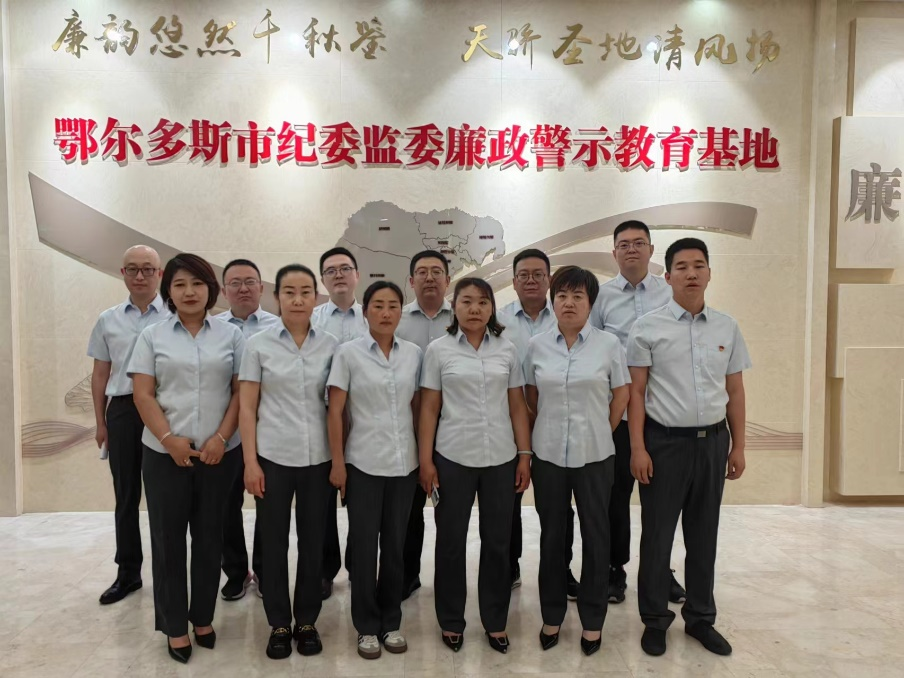 廉韵悠然千秋鉴 天骄圣地清风扬
鄂尔多斯市纪委监委廉政警示教育基地
廉